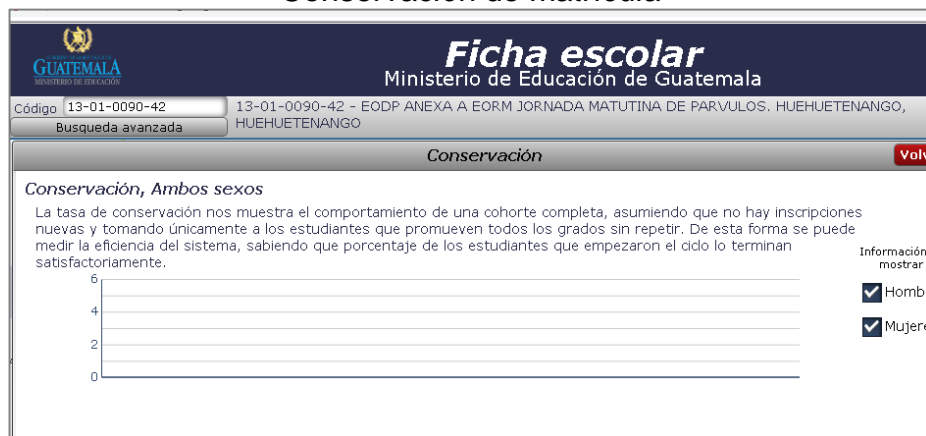 Conservación de matrícula
GUATEMALA
MINISTERIO DE EDUCACIÓN
Ficha escolar
Ministerio de Educación de Guatemala
Código 13-01-0090-42
Busqueda avanzada
13-01-0090-42 - EODP ANEXA A EORM JORNADA MATUTINA DE PARVULOS. HUEHUETENANGO,
HUEHUETENANGO
Conservación
Volv
Conservación, Ambos sexos
La tasa de conservación nos muestra el comportamiento de una cohorte completa, asumiendo que no hay inscripciones
nuevas y tomando únicamente a los estudiantes que promueven todos los grados sin repetir. De esta forma se puede
medir la eficiencia del sistema, sabiendo que porcentaje de los estudiantes que empezaron el ciclo lo terminan
satisfactoriamente.
Información
mostrar
Homb
Mujere
6
4
2
0